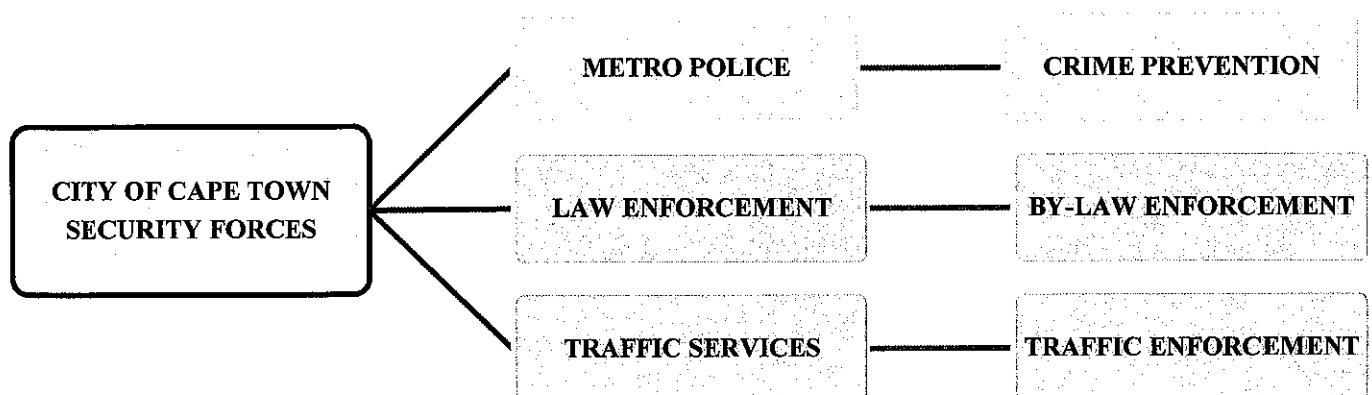 METRO POLICE
CRIME PREVENTION
CITY OF CAPE TOWN
SECURITY FORCES
LAW ENFORCEMENT
BY-LAW ENFORCEMENT
TRAFFIC SERVICES
TRAFFIC ENFORCEMENT